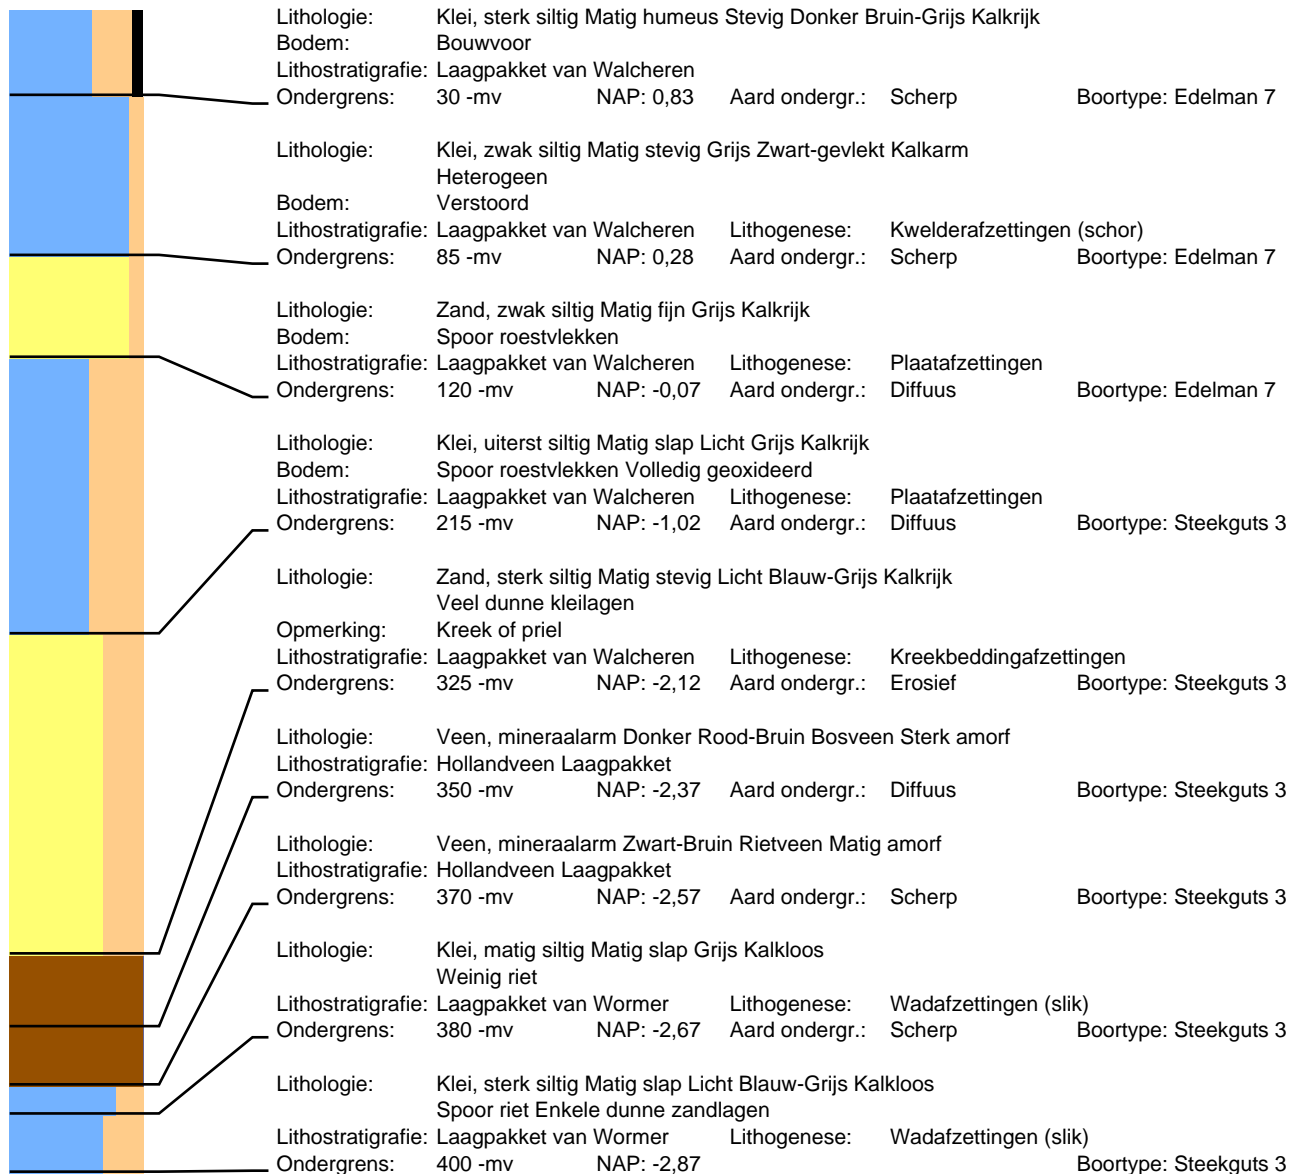 Lithologie: Klei, sterk siltig Matig humeus Stevig Donker Bruin-Grijs Kalkrijk
Bodem: Bouwvoor
Lithostratigrafie: Laagpakket van Walcheren
Ondergrens: 30 -mv NAP: 0,83 Aard ondergr.: Scherp Boortype: Edelman 7
Lithologie: Klei, zwak siltig Matig stevig Grijs Zwart-gevlekt Kalkarm
Heterogeen
Bodem: Verstoord
Lithostratigrafie: Laagpakket van Walcheren Lithogenese: Kwelderafzettingen (schor)
Ondergrens: 85 -mv NAP: 0,28 Aard ondergr.: Scherp Boortype: Edelman 7
Lithologie: Zand, zwak siltig Matig fijn Grijs Kalkrijk
Bodem: Spoor roestvlekken
Lithostratigrafie: Laagpakket van Walcheren Lithogenese: Plaatafzettingen
Ondergrens: 120 -mv NAP: -0,07 Aard ondergr.: Diffuus Boortype: Edelman 7
Lithologie: Klei, uiterst siltig Matig slap Licht Grijs Kalkrijk
Bodem: Spoor roestvlekken Volledig geoxideerd
Lithostratigrafie: Laagpakket van Walcheren Lithogenese: Plaatafzettingen
Ondergrens: 215 -mv NAP: -1,02 Aard ondergr.: Diffuus Boortype: Steekguts 3
Lithologie: Zand, sterk siltig Matig stevig Licht Blauw-Grijs Kalkrijk
Veel dunne kleilagen
Opmerking: Kreek of priel
Lithostratigrafie: Laagpakket van Walcheren Lithogenese: Kreekbeddingafzettingen
Ondergrens: 325 -mv NAP: -2,12 Aard ondergr.: Erosief Boortype: Steekguts 3
Lithologie: Veen, mineraalarm Donker Rood-Bruin Bosveen Sterk amorf
Lithostratigrafie: Hollandveen Laagpakket
Ondergrens: 350 -mv NAP: -2,37 Aard ondergr.: Diffuus Boortype: Steekguts 3
Lithologie: Veen, mineraalarm Zwart-Bruin Rietveen Matig amorf
Lithostratigrafie: Hollandveen Laagpakket
Ondergrens: 370 -mv NAP: -2,57 Aard ondergr.: Scherp Boortype: Steekguts 3
Lithologie: Klei, matig siltig Matig slap Grijs Kalkloos
Weinig riet
Lithostratigrafie: Laagpakket van Wormer Lithogenese: Wadafzettingen (slik)
Ondergrens: 380 -mv NAP: -2,67 Aard ondergr.: Scherp Boortype: Steekguts 3
Lithologie: Klei, sterk siltig Matig slap Licht Blauw-Grijs Kalkloos
Spoor riet Enkele dunne zandlagen
Lithostratigrafie: Laagpakket van Wormer Lithogenese: Wadafzettingen (slik)
Ondergrens: 400 -mv NAP: -2,87 Boortype: Steekguts 3